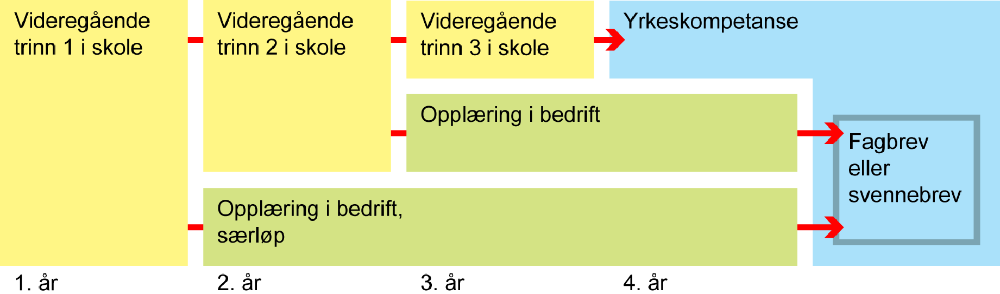 Videregående
trinn 1 i skole
Videregående
trinn 2 i skole
Videregående
trinn 3 i skole
Yrkeskompetanse
Opplæring i bedrift
Fagbrev
eller
svennebrev
Opplæring i bedrift,
særløp
1. år
2. år
3. år
4. år